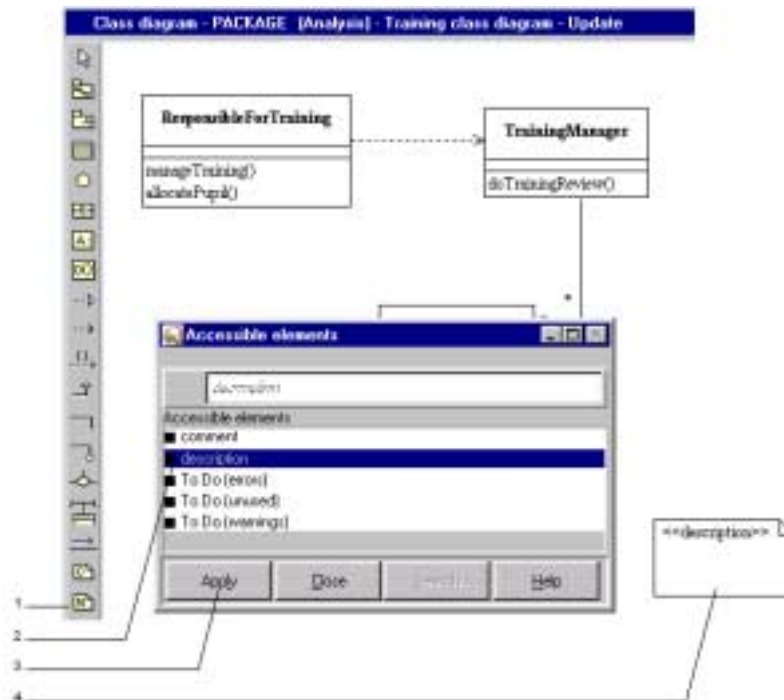 Class diagram - PACKAGE (Analysis) - Training class diagram - Update
ResponsibleForTraining
manageTraining()
allocatePupil()
TrainingManager
doTrainingReview()
*
Accessible elements
description
Accessible elements
comment
description
To Do (errors)
To Do (unused)
To Do (warnings)
Apply
Close
Help
<<description>>
1
2
3
4